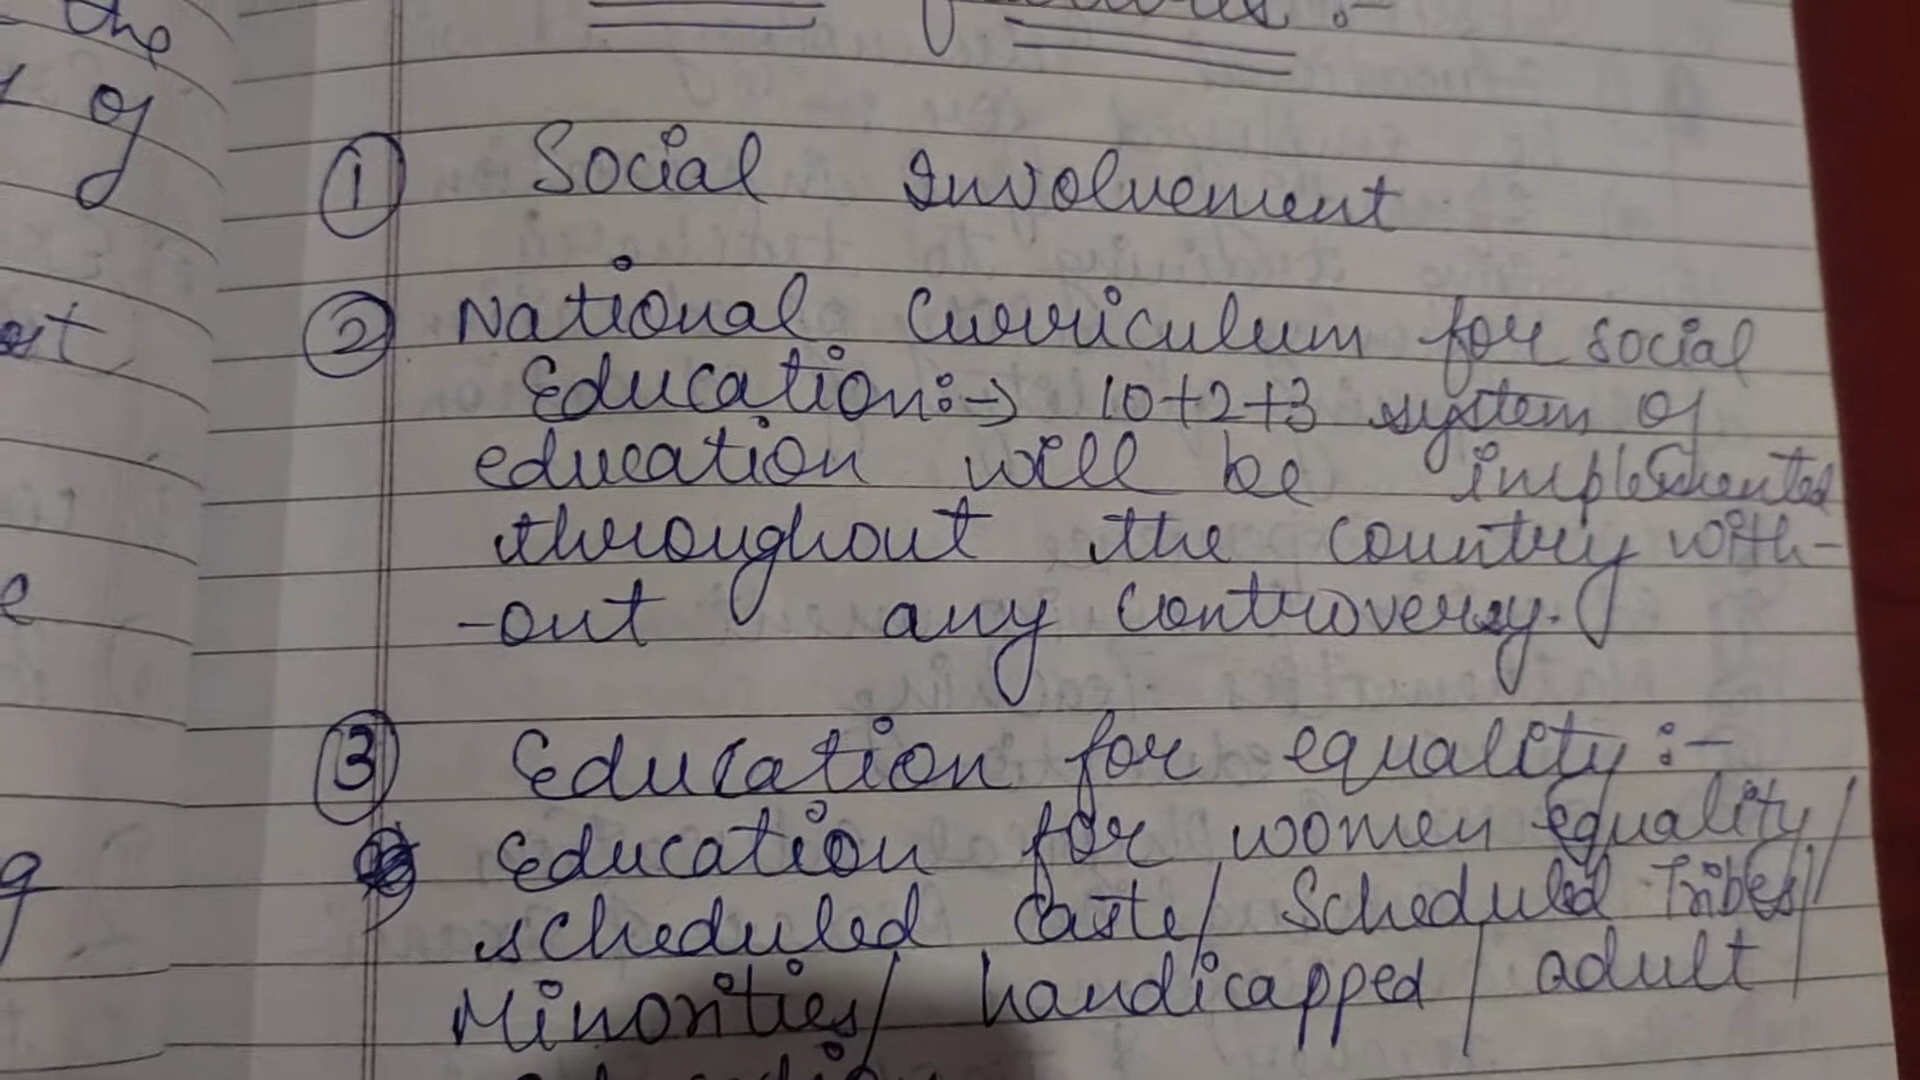 the
of
① Social Involvement
② National Curriculum for social
Education:-> 10+2+3 system of
education will be implemented
throughout the country with-
-out any controversy.
③ Education for equality:-
Education for women equality/
scheduled Caste/ Scheduled Tribes/
Minorities/ handicapped / adult /